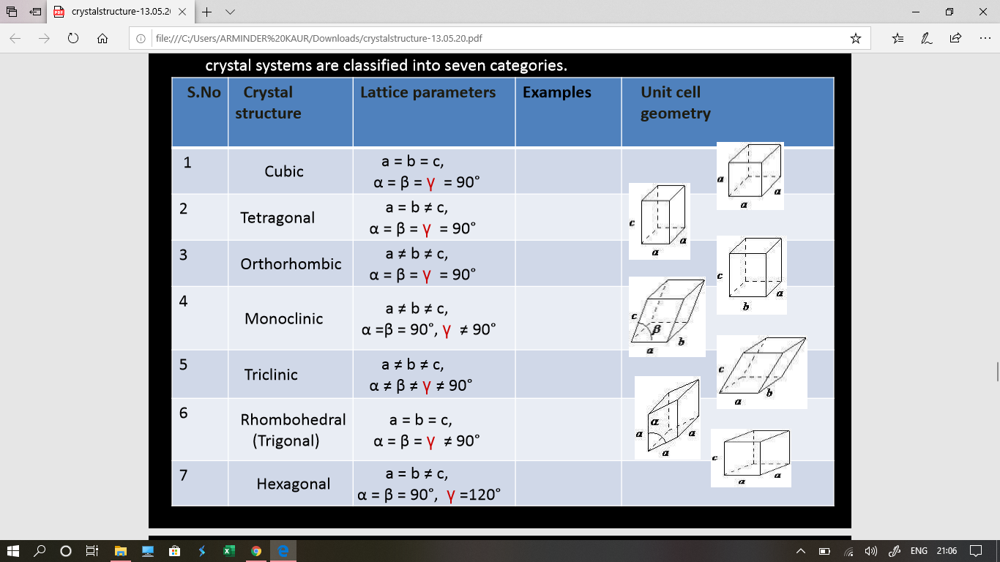 crystalstructure-13.05.2
file:///C:/Users/ARMINDER%20KAUR/Downloads/crystalstructure-13.05.20.pdf
crystal systems are classified into seven categories.
S.No Crystal structure Lattice parameters Examples Unit cell geometry
1 Cubic a = b = c, α = β = γ = 90°
2 Tetragonal a = b ≠ c, α = β = γ = 90°
3 Orthorhombic a ≠ b ≠ c, α = β = γ = 90°
4 Monoclinic a ≠ b ≠ c, α =β = 90°, γ ≠ 90°
5 Triclinic a ≠ b ≠ c, α ≠ β ≠ γ ≠ 90°
6 Rhombohedral (Trigonal) a = b = c, α = β = γ ≠ 90°
7 Hexagonal a = b ≠ c, α = β = 90°, γ =120°
a a a
c a a
c a b
c β b a
c b a
α a a a
c a a
ENG 21:06